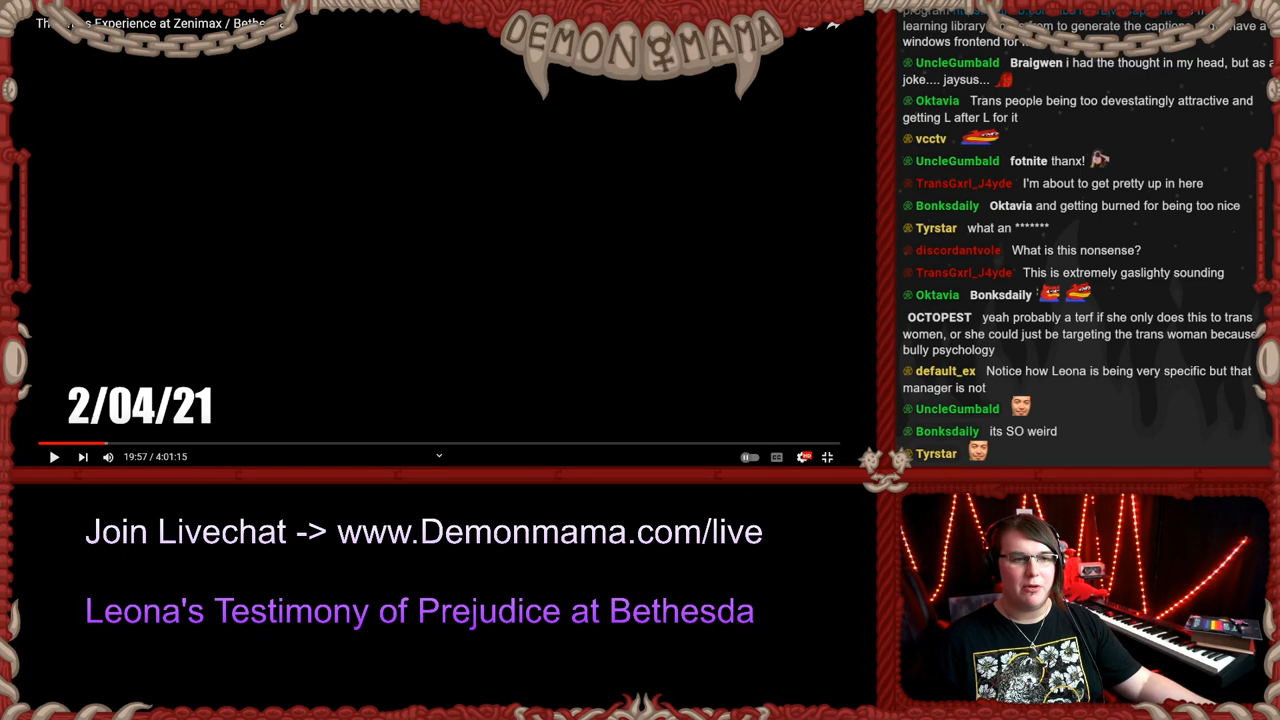 Experience at Zenimax /
DEMON MAMA
learning library
to generate the
have a
windows frontend for
UncleGumbald Braigwen i had the thought in my head, but as a
joke.... jaysus...
Oktavia Trans people being too devestatingly attractive and
getting L after L for it
vcctv
UncleGumbald fotnite thanx!
TransGxrl_J4yde I'm about to get pretty up in here
Bonksdaily Oktavia and getting burned for being too nice
Tyrstar what an *******
discordantvole What is this nonsense?
TransGxrl_J4yde This is extremely gaslighty sounding
Oktavia Bonksdaily
OCTOPEST yeah probably a terf if she only does this to trans
women, or she could just be targeting the trans woman because
bully psychology
default_ex Notice how Leona is being very specific but that
manager is not
UncleGumbald
Bonksdaily its SO weird
Tyrstar
2/04/21
19:57 / 4:01:15
CC
HD
Join Livechat -> www.Demonmama.com/live
Leona's Testimony of Prejudice at Bethesda